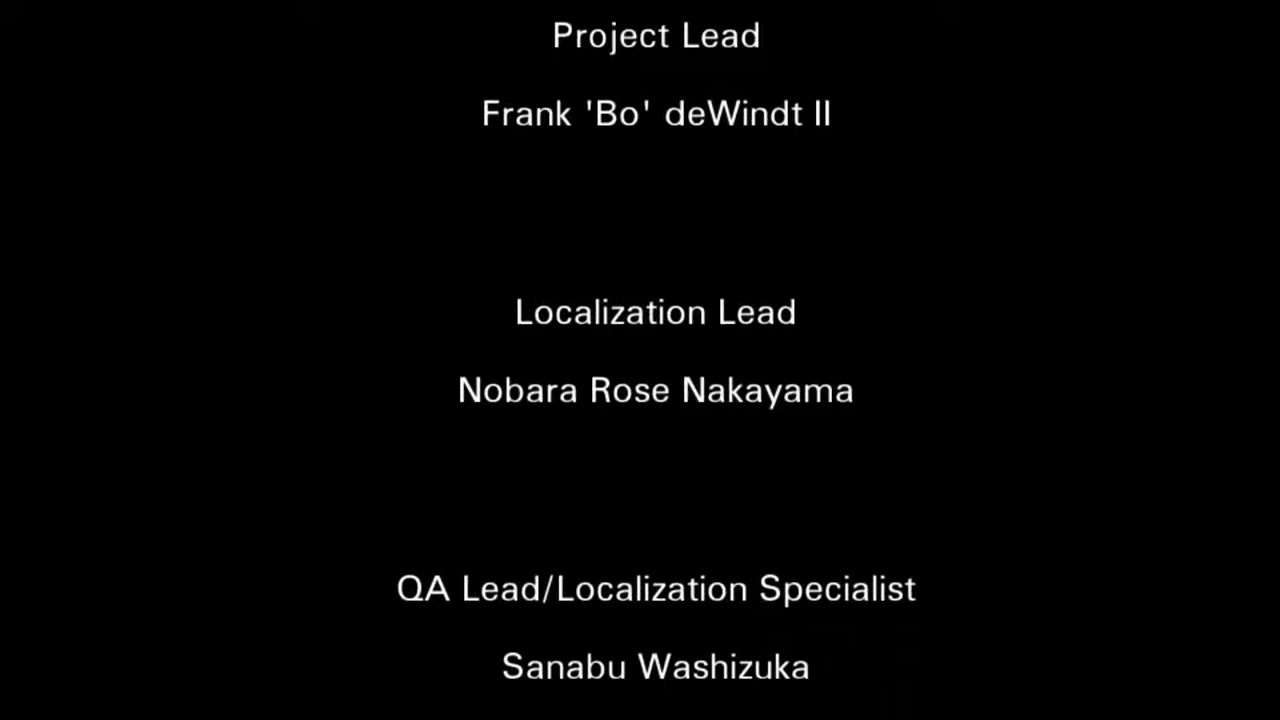 Project Lead
Frank 'Bo' deWindt II
Localization Lead
Nobara Rose Nakayama
QA Lead/Localization Specialist
Sanabu Washizuka